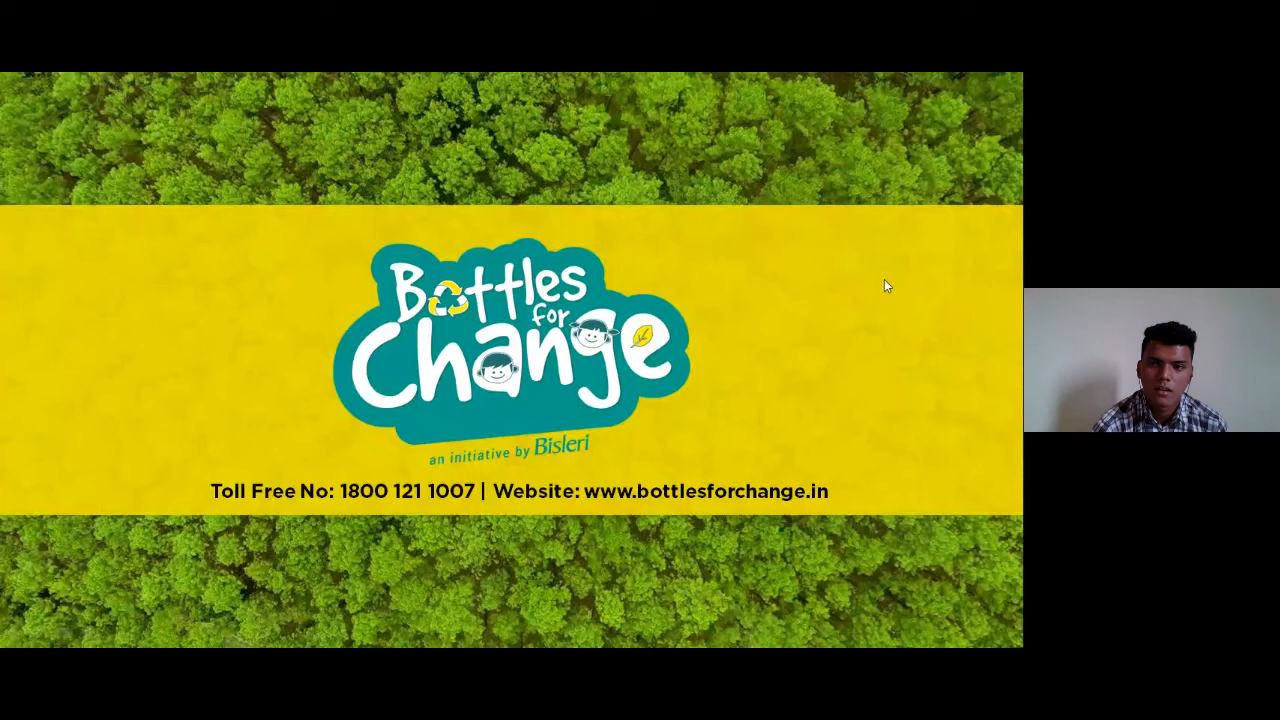 Bottles
for
Change
an initiative by Bisleri
Toll Free No: 1800 121 1007 | Website: www.bottlesforchange.in